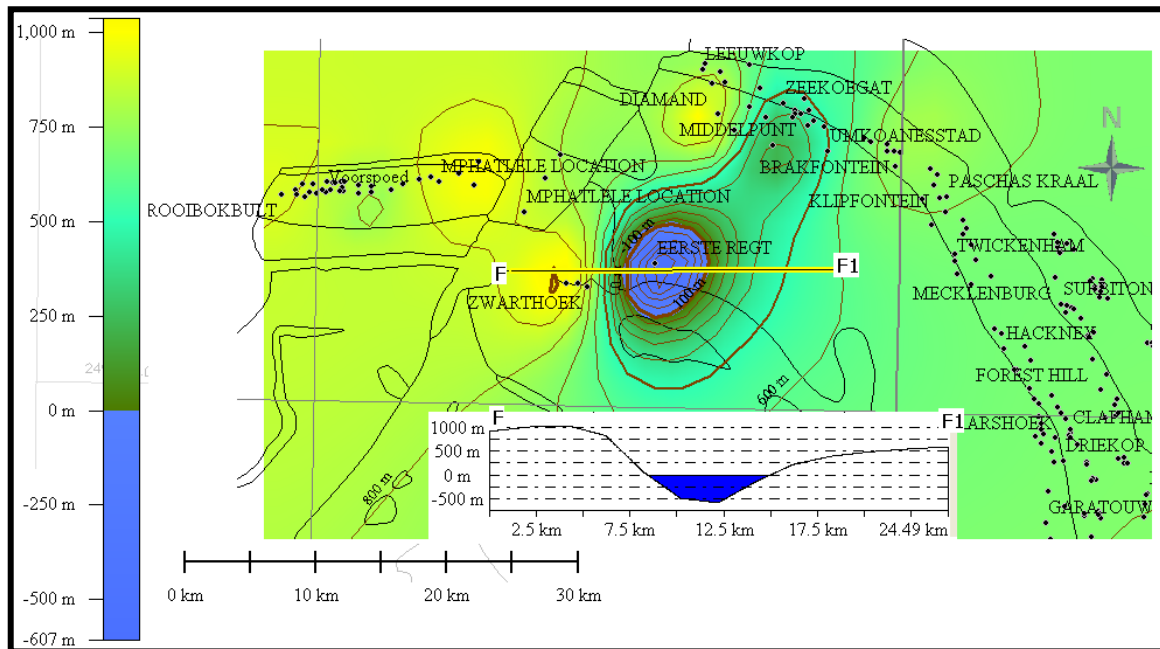 1,000 m
750 m
500 m
250 m
0 m
-250 m
-500 m
-607 m
LEEUWKOP
ZEEKOEGAT
DIAMAND
MIDDELPUNT
UMKOANESSTAD
N
MPHATLELE LOCATION
BRAKFONTEIN
Voorspoed
PASCHAS KRAAL
MPHATLELE LOCATION
KLIPFONTEIN
ROOIBOKBULT
-100 m
EERSTE REGT
TWICKENHAM
F
F1
ZWARTHOEK
100 m
MECKLENBURG
SURBITON
HACKNEY
FOREST HILL
600 m
CLAPHAM
ARSHOEK
DRIEKOP
800 m
GARATOUW
F
F1
1000 m
500 m
0 m
-500 m
2.5 km
7.5 km
12.5 km
17.5 km
24.49 km
0 km
10 km
20 km
30 km